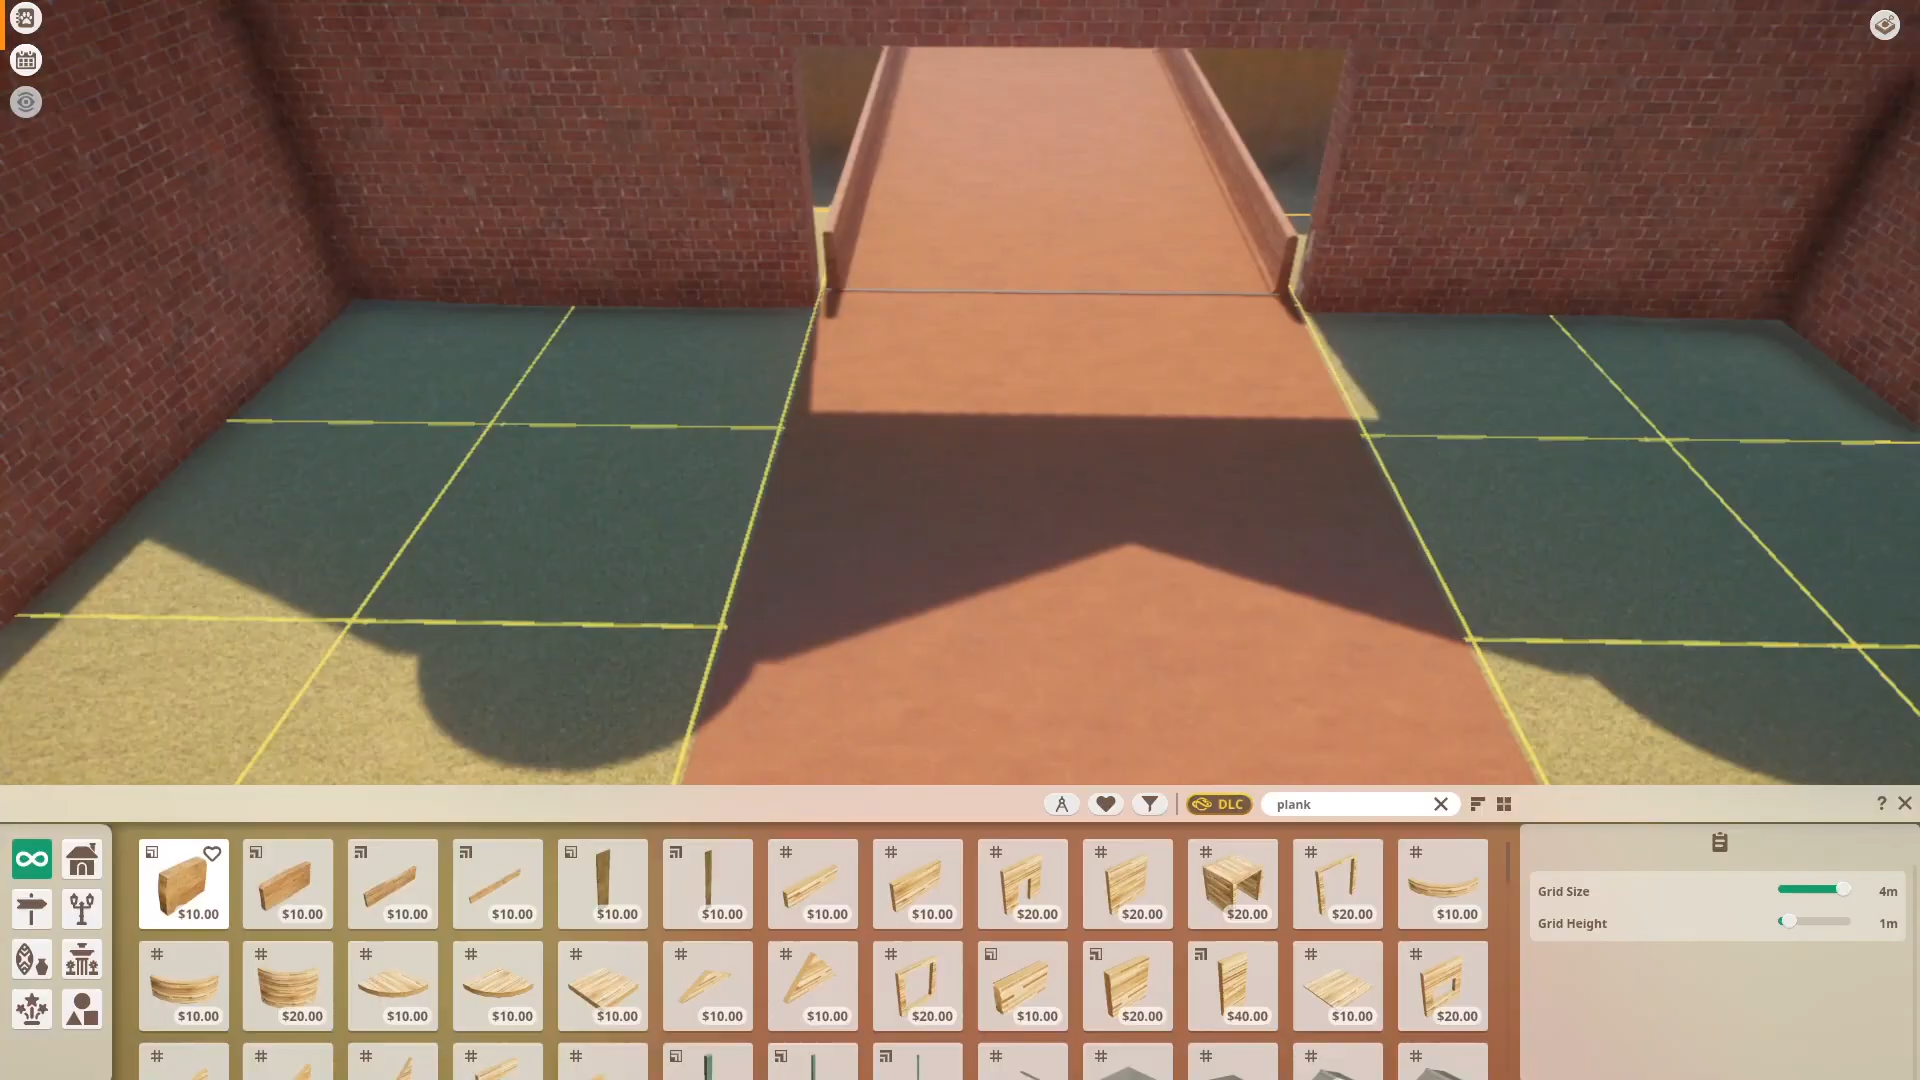 DLC
plank
?
$10.00 $10.00 $10.00 $10.00 $10.00 $10.00 $10.00 $10.00 $20.00 $20.00 $20.00 $20.00 $10.00
Grid Size 4m
Grid Height 1m
$10.00 $20.00 $10.00 $10.00 $10.00 $10.00 $10.00 $20.00 $10.00 $20.00 $40.00 $10.00 $20.00